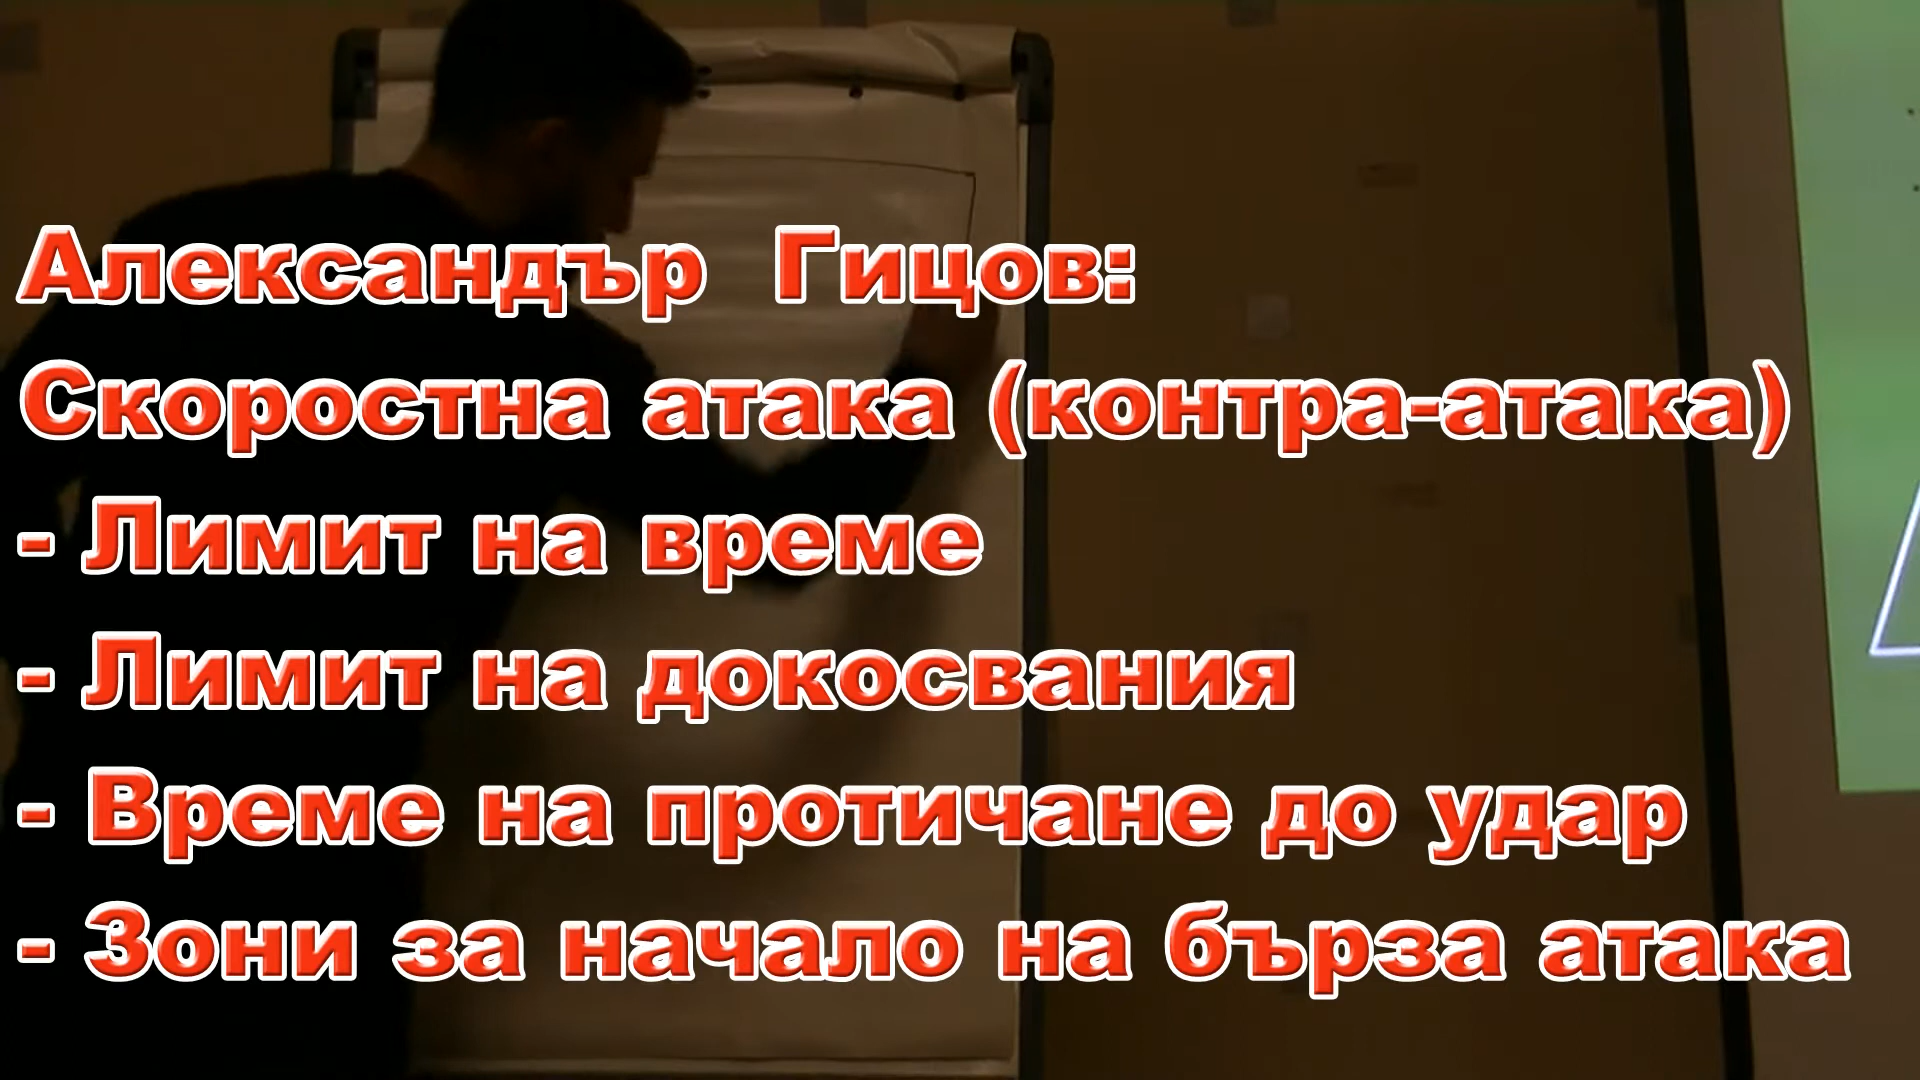 Александър Гицов:
Скоростна атака (контра-атака)
- Лимит на време
- Лимит на докосвания
- Време на протичане до удар
- Зони за начало на бърза атака